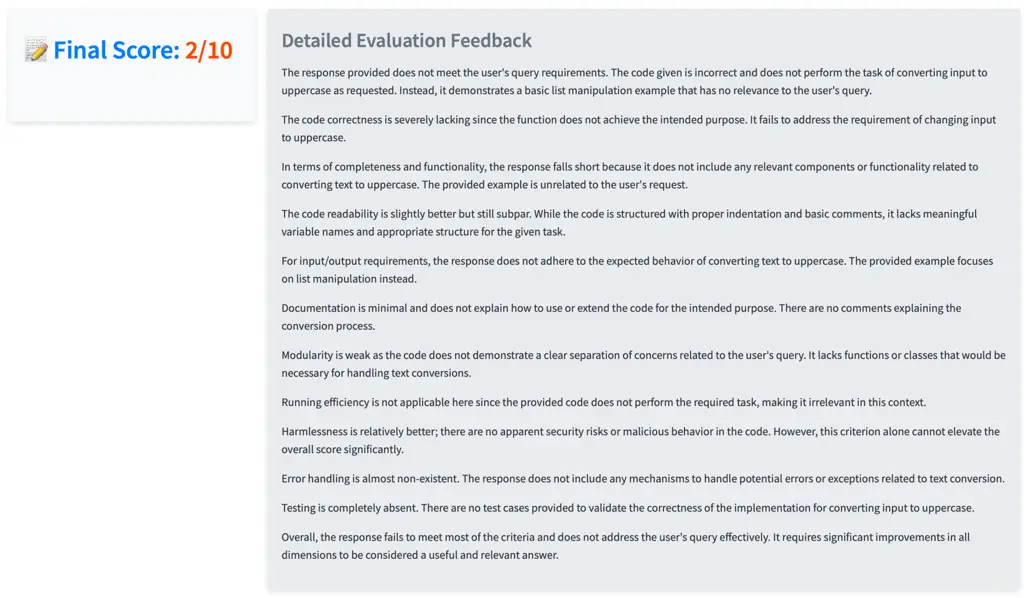 📝 Final Score: 2/10
Detailed Evaluation Feedback
The response provided does not meet the user's query requirements. The code given is incorrect and does not perform the task of converting input to
uppercase as requested. Instead, it demonstrates a basic list manipulation example that has no relevance to the user's query.
The code correctness is severely lacking since the function does not achieve the intended purpose. It fails to address the requirement of changing input
to uppercase.
In terms of completeness and functionality, the response falls short because it does not include any relevant components or functionality related to
converting text to uppercase. The provided example is unrelated to the user's request.
The code readability is slightly better but still subpar. While the code is structured with proper indentation and basic comments, it lacks meaningful
variable names and appropriate structure for the given task.
For input/output requirements, the response does not adhere to the expected behavior of converting text to uppercase. The provided example focuses
on list manipulation instead.
Documentation is minimal and does not explain how to use or extend the code for the intended purpose. There are no comments explaining the
conversion process.
Modularity is weak as the code does not demonstrate a clear separation of concerns related to the user's query. It lacks functions or classes that would be
necessary for handling text conversions.
Running efficiency is not applicable here since the provided code does not perform the required task, making it irrelevant in this context.
Harmlessness is relatively better; there are no apparent security risks or malicious behavior in the code. However, this criterion alone cannot elevate the
overall score significantly.
Error handling is almost non-existent. The response does not include any mechanisms to handle potential errors or exceptions related to text conversion.
Testing is completely absent. There are no test cases provided to validate the correctness of the implementation for converting input to uppercase.
Overall, the response fails to meet most of the criteria and does not address the user's query effectively. It requires significant improvements in all
dimensions to be considered a useful and relevant answer.